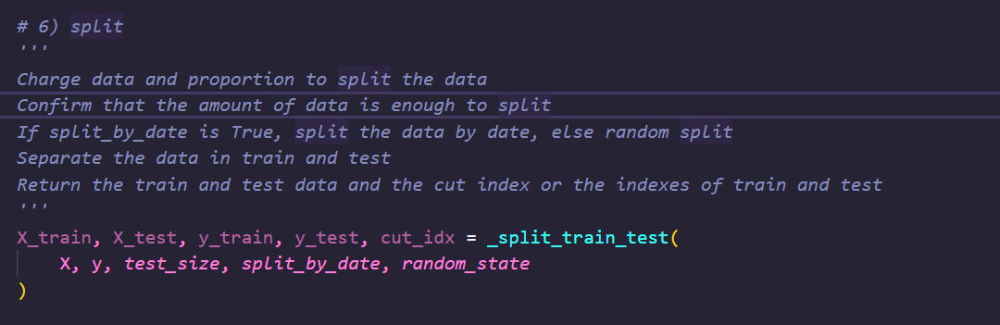 # 6) split
'''
Charge data and proportion to split the data
Confirm that the amount of data is enough to split
If split_by_date is True, split the data by date, else random split
Separate the data in train and test
Return the train and test data and the cut index or the indexes of train and test
'''
X_train, X_test, y_train, y_test, cut_idx = _split_train_test(
    X, y, test_size, split_by_date, random_state
)